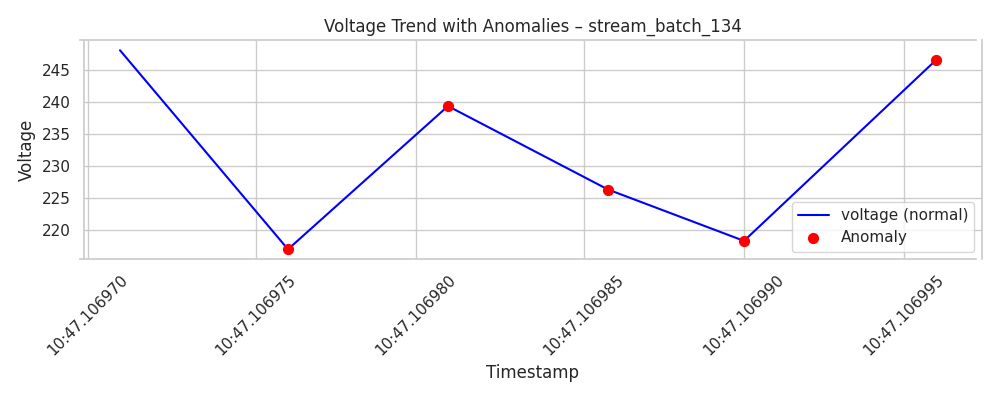 Voltage Trend with Anomalies – stream_batch_134
Voltage
245
240
235
230
225
220
voltage (normal)
Anomaly
10:47.106970
10:47.106975
10:47.106980
10:47.106985
10:47.106990
10:47.106995
Timestamp